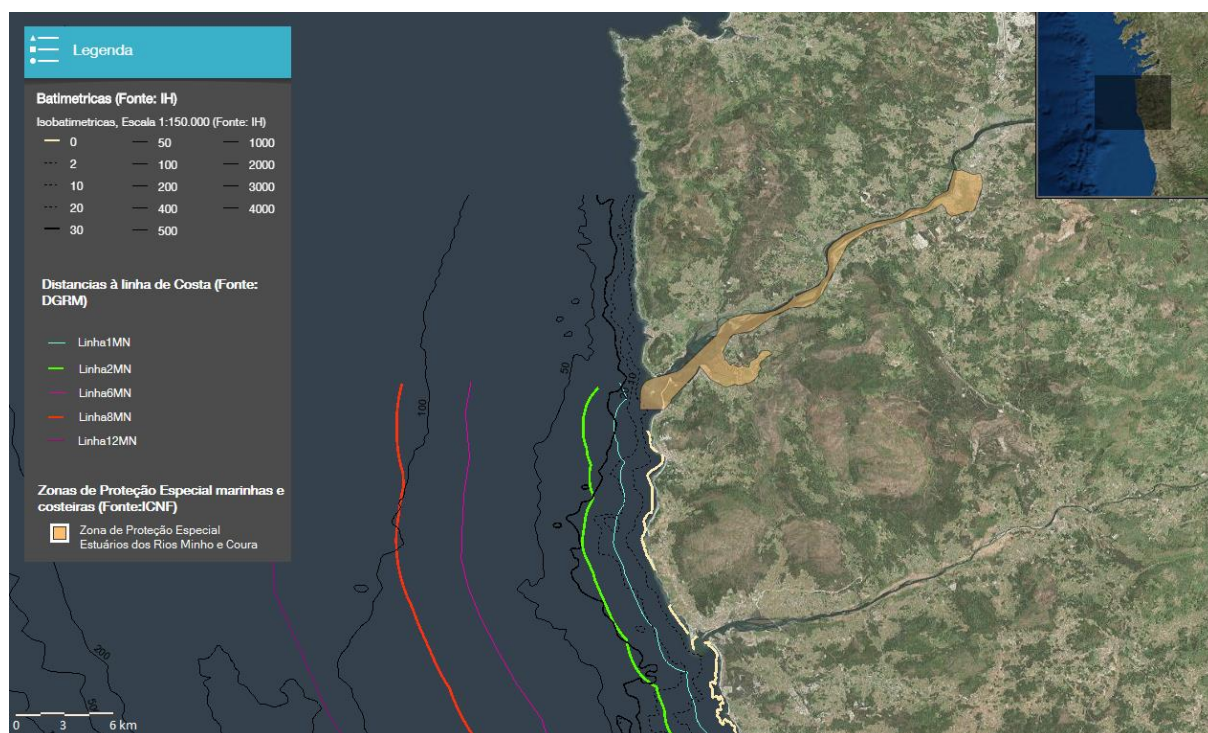 Legenda
Batimetricas (Fonte: IH)
Isobatimetricas, Escala 1:150.000 (Fonte: IH)
0 50 1000
2 100 2000
10 200 3000
20 400 4000
30 500
Distancias à linha de Costa (Fonte:
DGRM)
Linha1MN
Linha2MN
Linha6MN
Linha8MN
Linha12MN
Zonas de Proteção Especial marinhas e
costeiras (Fonte:ICNF)
Zona de Proteção Especial
Estuários dos Rios Minho e Coura
50
10
100
200
50
0 3 6 km